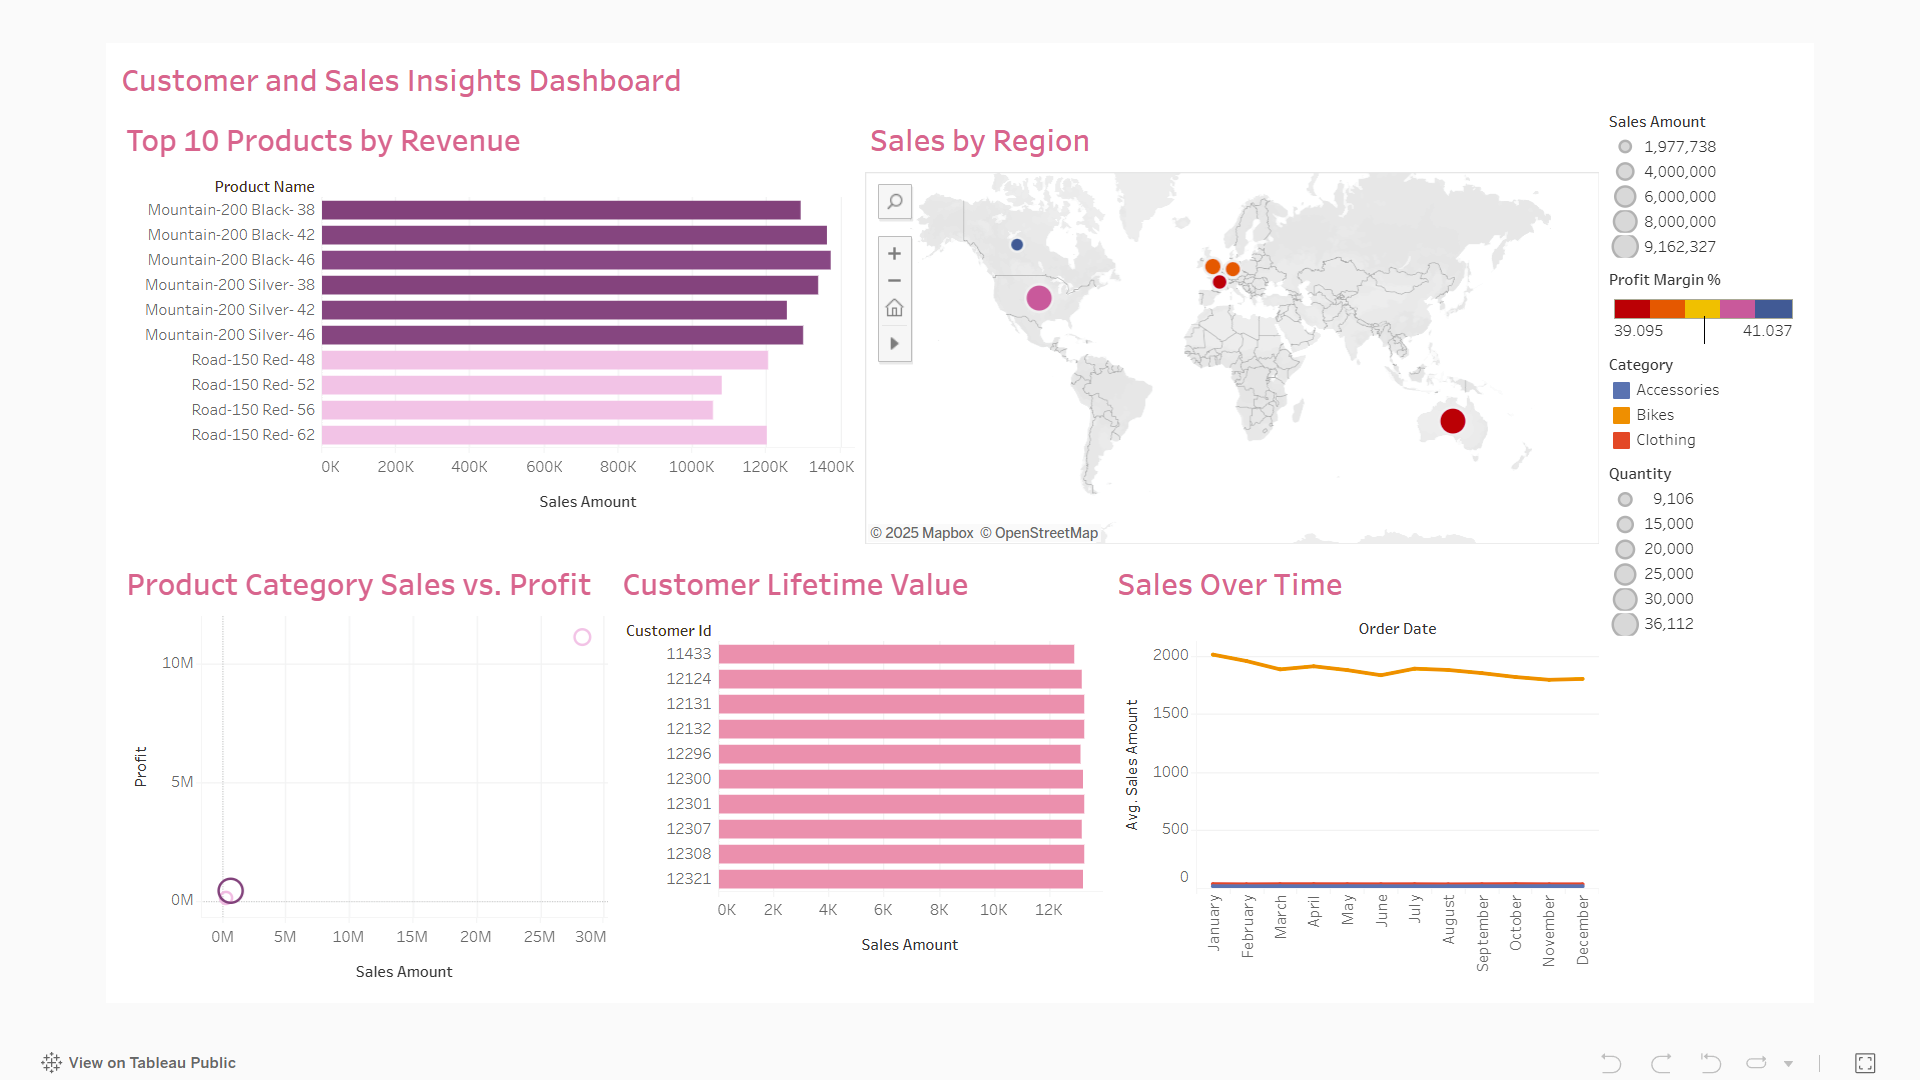 Customer and Sales Insights Dashboard
Top 10 Products by Revenue
Product Name
Mountain-200 Black- 38
Mountain-200 Black- 42
Mountain-200 Black- 46
Mountain-200 Silver- 38
Mountain-200 Silver- 42
Mountain-200 Silver- 46
Road-150 Red- 48
Road-150 Red- 52
Road-150 Red- 56
Road-150 Red- 62
0K 200K 400K 600K 800K 1000K 1200K 1400K
Sales Amount
Sales by Region
© 2025 Mapbox © OpenStreetMap
Sales Amount
1,977,738
4,000,000
6,000,000
8,000,000
9,162,327
Profit Margin %
39.095 41.037
Category
Accessories
Bikes
Clothing
Quantity
9,106
15,000
20,000
25,000
30,000
36,112
Product Category Sales vs. Profit
Profit
10M
5M
0M
0M 5M 10M 15M 20M 25M 30M
Sales Amount
Customer Lifetime Value
Customer Id
11433
12124
12131
12132
12296
12300
12301
12307
12308
12321
0K 2K 4K 6K 8K 10K 12K
Sales Amount
Sales Over Time
Order Date
Avg. Sales Amount
2000
1500
1000
500
0
January February March April May June July August September October November December
View on Tableau Public